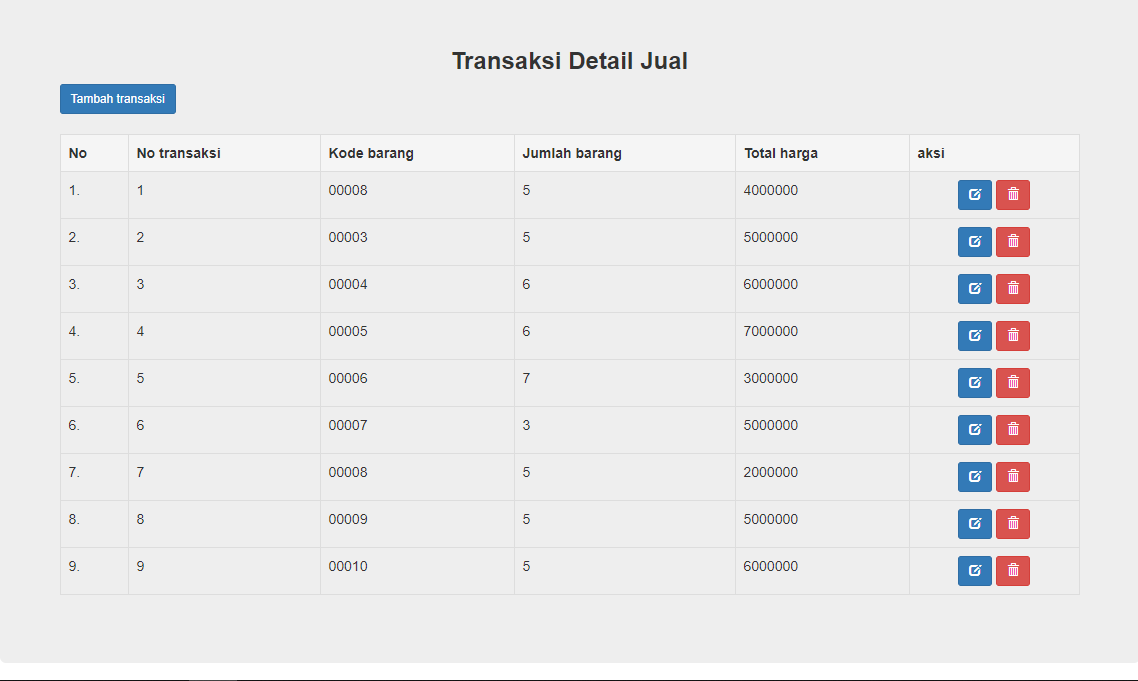 Transaksi Detail Jual
Tambah transaksi
No No transaksi Kode barang Jumlah barang Total harga aksi
1. 1 00008 5 4000000
2. 2 00003 5 5000000
3. 3 00004 6 6000000
4. 4 00005 6 7000000
5. 5 00006 7 3000000
6. 6 00007 3 5000000
7. 7 00008 5 2000000
8. 8 00009 5 5000000
9. 9 00010 5 6000000